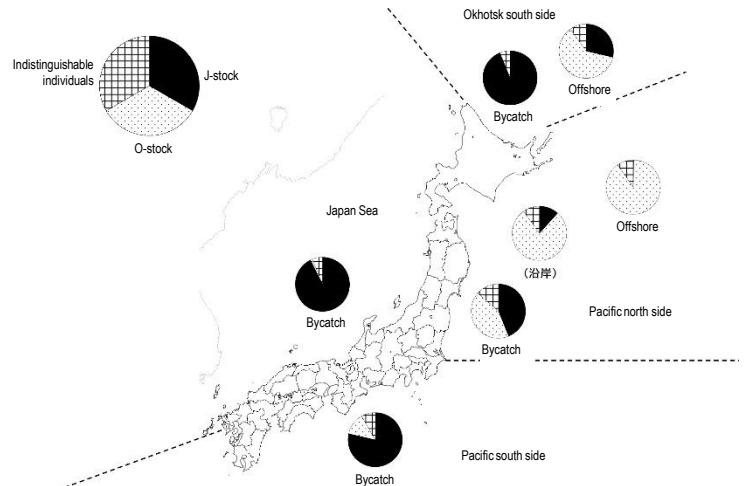 Okhotsk south side
Indistinguishable
individuals
J-stock
O-stock
Bycatch
Offshore
Japan Sea
Offshore
(沿岸)
Bycatch
Pacific north side
Bycatch
Pacific south side
Bycatch